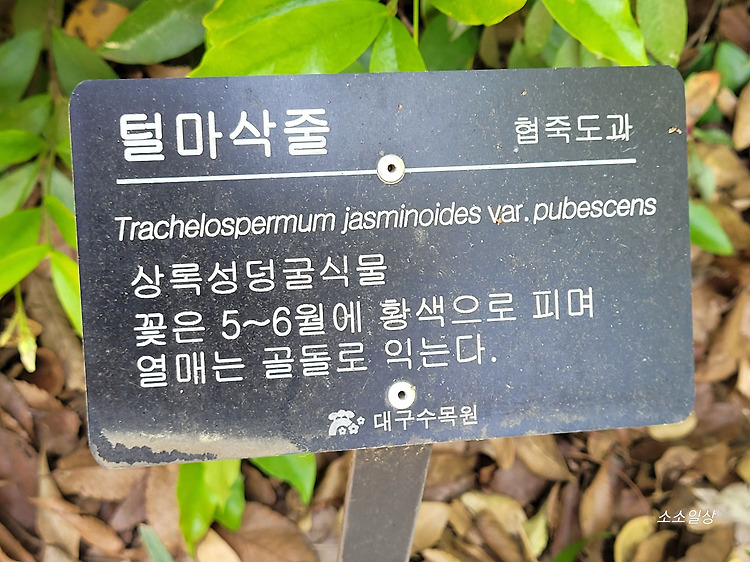 털마삭줄 협죽도과
Trachelospermum jasminoides var. pubescens
상록성덩굴식물
꽃은 5~6월에 황색으로 피며
열매는 골돌로 익는다.
대구수목원
소소일상